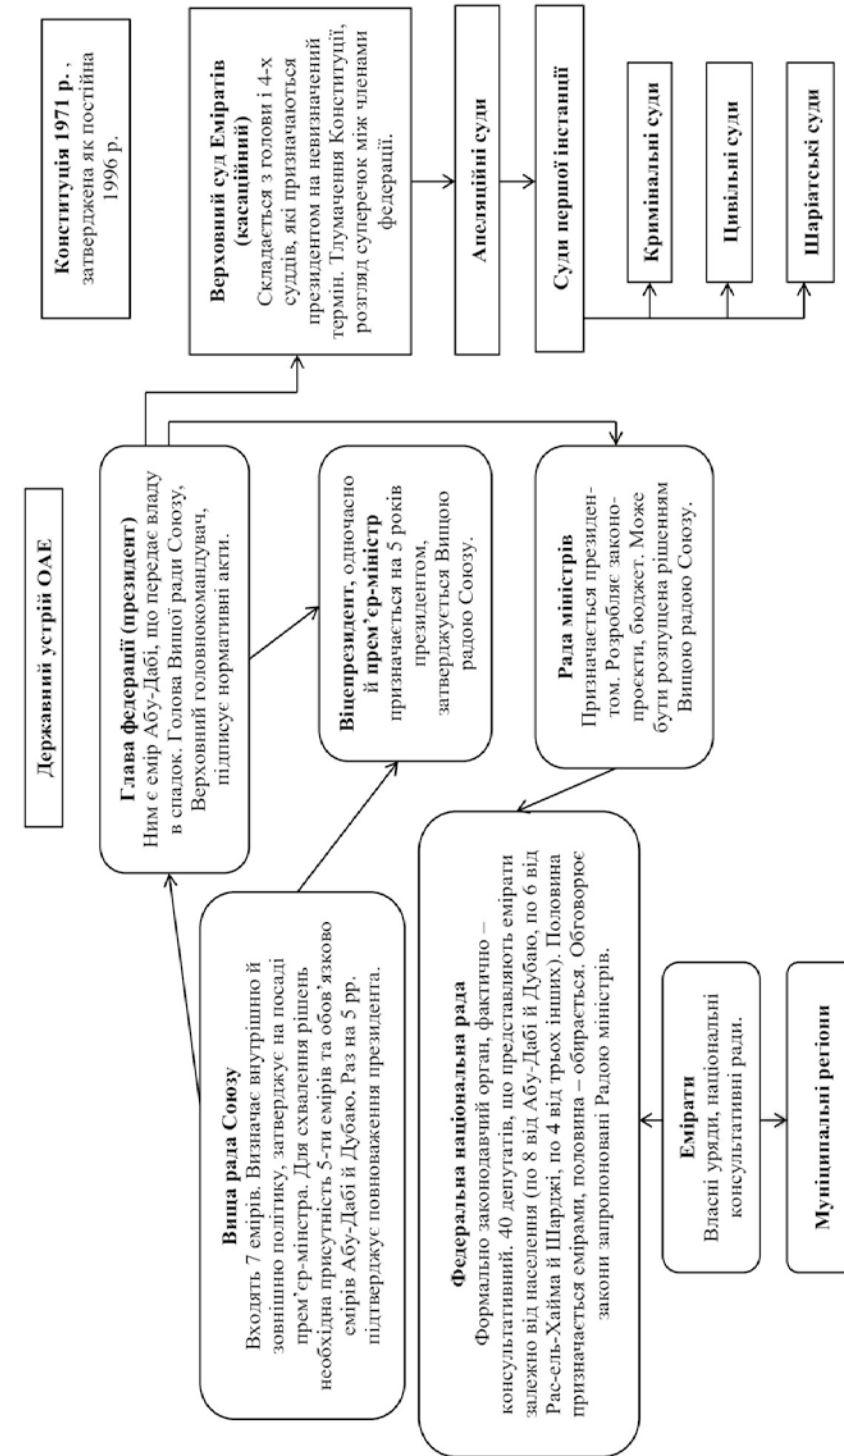 Державний устрій ОАЕ
Конституція 1971 р. ,
затверджена як постійна
1996 р.
Глава федерації (президент)
Ним є емір Абу-Дабі, що передає владу
в спадок. Голова Вищої ради Союзу,
Верховний головнокомандувач,
підписує нормативні акти.
Вища рада Союзу
Входять 7 емірів. Визначає внутрішню й
зовнішню політику, затверджує на посаді
прем’єр-мінстра. Для схвалення рішень
необхідна присутність 5-ти емірів та обов’язково
емірів Абу-Дабі й Дубаю. Раз на 5 рр.
підтверджує повноваження президента.
Віцепрезидент, одночасно
й прем’єр-міністр
призначається на 5 років
президентом,
затверджується Вищою
радою Союзу.
Верховний суд Еміратів
(касаційний)
Складається з голови і 4-х
суддів, які призначаються
президентом на невизначений
термін. Тлумачення Конституції,
розгляд суперечок між членами
федерації.
Федеральна національна рада
Формально законодавчий орган, фактично –
консультативний. 40 депутатів, що представляють емірати
залежно від населення (по 8 від Абу-Дабі й Дубаю, по 6 від
Рас-ель-Хайма й Шарджі, по 4 від трьох інших). Половина
призначається емірами, половина – обирається. Обговорює
закони запропоновані Радою міністрів.
Рада міністрів
Призначається президен-
том. Розробляє законо-
проєкти, бюджет. Може
бути розпущена рішенням
Вищою радою Союзу.
Апеляційні суди
Суди першої інстанції
Кримінальні суди
Цивільні суди
Шаріатські суди
Емірати
Власні уряди, національні
консультативні ради.
Муніципальні регіони